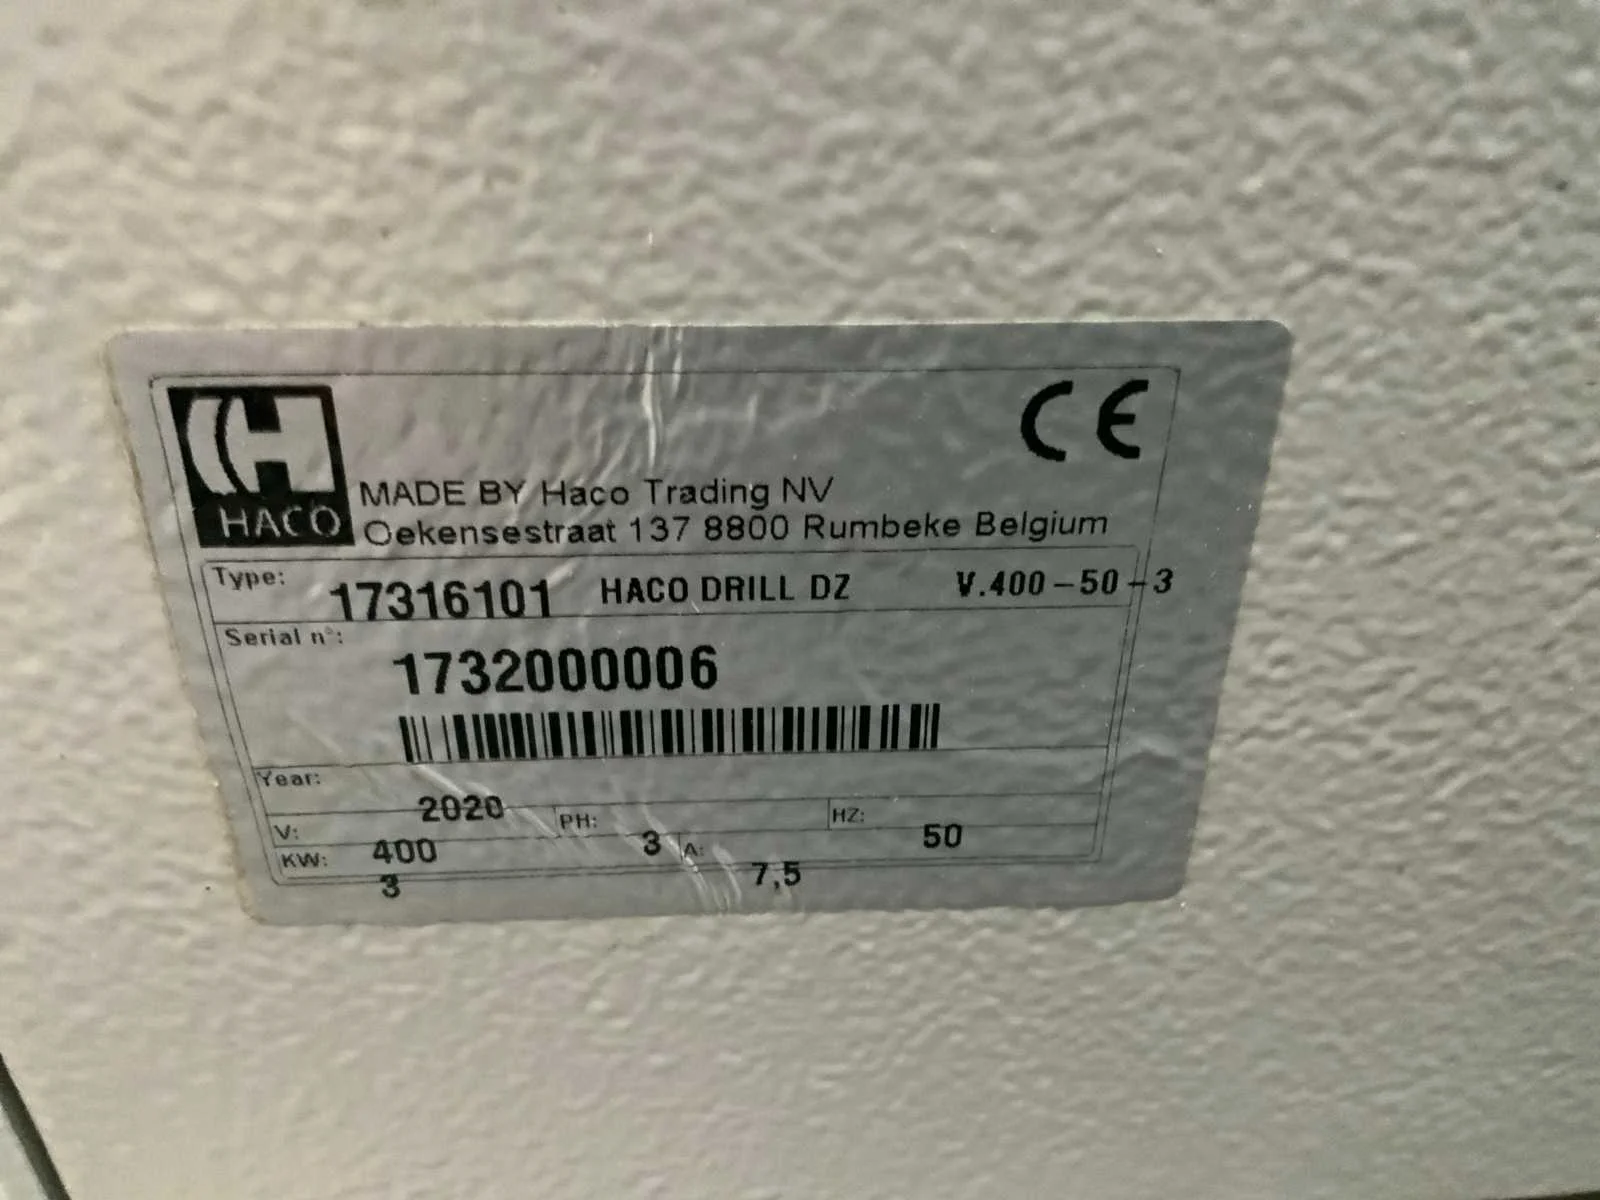 CE
HACO
MADE BY Haco Trading NV
Oekensestraat 137 8800 Rumbeke Belgium
Type: 17316101 HACO DRILL DZ V.400-50-3
Serial n°:
1732000006
Year: 2020
V: 400 PH: 3 HZ: 50
KW: 3 A: 7,5